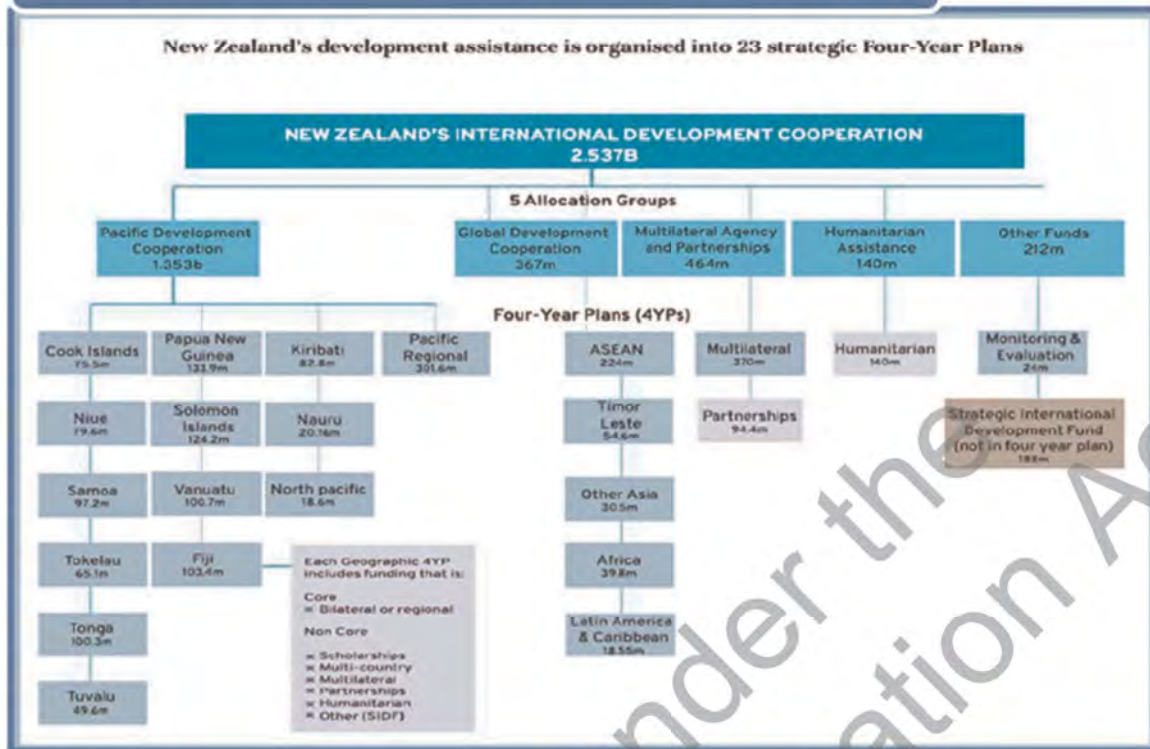 New Zealand's development assistance is organised into 23 strategic Four-Year Plans
NEW ZEALAND'S INTERNATIONAL DEVELOPMENT COOPERATION
2.537B
5 Allocation Groups
Pacific Development
Cooperation
1.353b
Global Development
Cooperation
367m
Multilateral Agency
and Partnerships
464m
Humanitarian
Assistance
140m
Other Funds
212m
Four-Year Plans (4YPs)
Cook Islands
75.5m
Papua New
Guinea
133.9m
Kiribati
82.8m
Pacific
Regional
301.6m
ASEAN
224m
Multilateral
370m
Humanitarian
140m
Monitoring &
Evaluation
24m
Niue
79.6m
Solomon
Islands
124.2m
Nauru
20.16m
Timor
Leste
54.6m
Partnerships
94.4m
Strategic International
Development Fund
(not in four year plan)
188m
Samoa
97.2m
Vanuatu
100.7m
North pacific
18.6m
Other Asia
30.5m
Tokelau
65.1m
Fiji
103.4m
Each Geographic 4YP
includes funding that is:
Core
Bilateral or regional
Non Core
Scholarships
Multi-country
Multilateral
Partnerships
Humanitarian
Other (SIDF)
Africa
39.8m
Tonga
100.3m
Latin America
& Caribbean
18.55m
Tuvalu
49.6m
under the
ation Ac